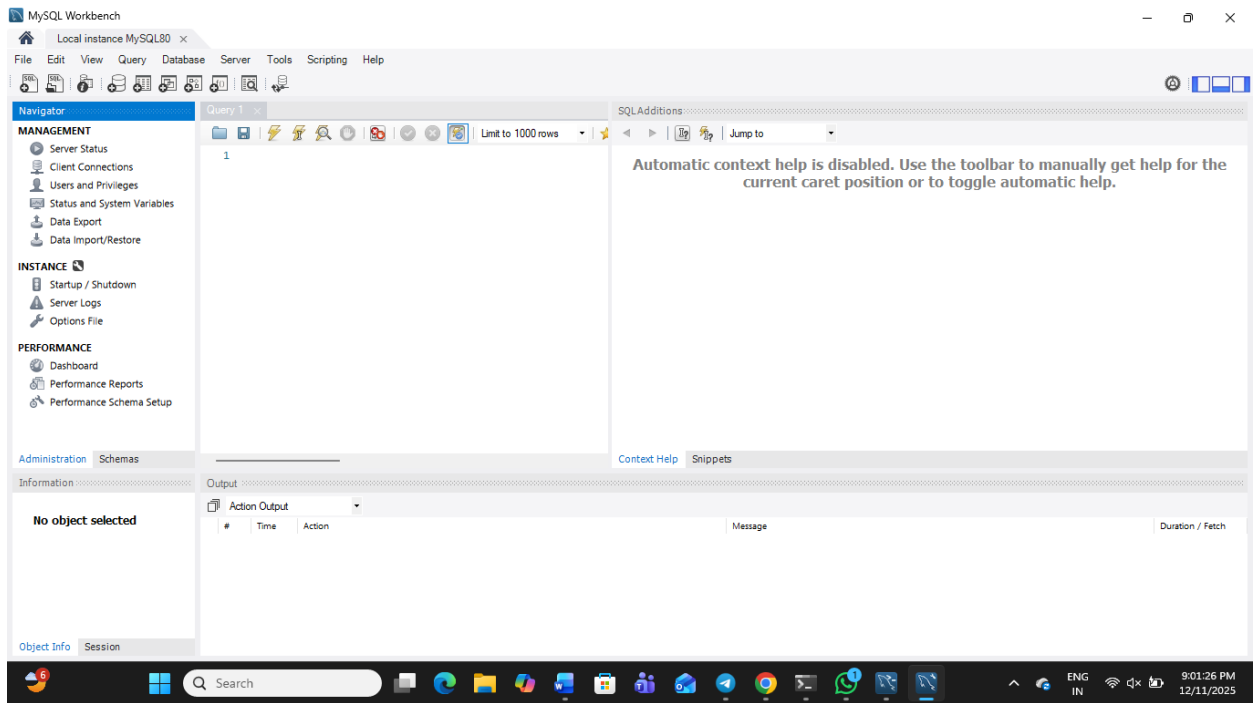 MySQL Workbench
Local instance MySQL80
File Edit View Query Database Server Tools Scripting Help
Navigator
MANAGEMENT
Server Status
Client Connections
Users and Privileges
Status and System Variables
Data Export
Data Import/Restore
INSTANCE
Startup / Shutdown
Server Logs
Options File
PERFORMANCE
Dashboard
Performance Reports
Performance Schema Setup
Administration Schemas
Query 1
Limit to 1000 rows
1
SQLAdditions
Jump to
Automatic context help is disabled. Use the toolbar to manually get help for the
current caret position or to toggle automatic help.
Context Help Snippets
Information
No object selected
Object Info Session
Output
Action Output
# Time Action Message Duration / Fetch
6
Search
9
ENG
IN
9:01:26 PM
12/11/2025